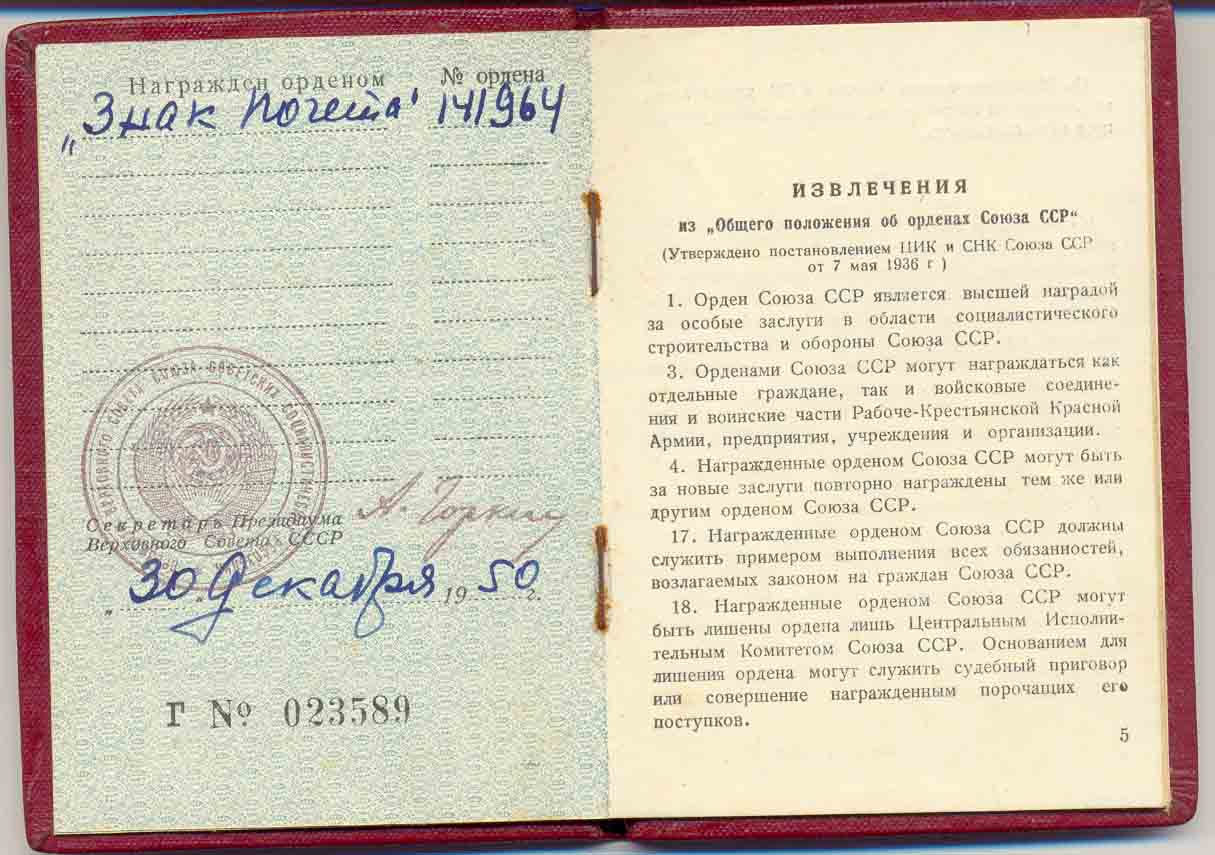 Награжден орденом № ордена
„Знак Почета" 141964
ВЕРХОВНОГО СОВЕТА СОЮЗА СОВЕТСКИХ СОЦИАЛИСТИЧЕС
Секретарь Президиума
Верховного Совета СССР
А. Горкин
„30" Декабря 1950 г.
Г № 023589
ИЗВЛЕЧЕНИЯ
из „Общего положения об орденах Союза ССР"
(Утверждено постановлением ЦИК и СНК Союза ССР
от 7 мая 1936 г )
1. Орден Союза ССР является высшей наградой
за особые заслуги в области социалистического
строительства и обороны Союза ССР.
3. Орденами Союза ССР могут награждаться как
отдельные граждане, так и войсковые соедине-
ния и воинские части Рабоче-Крестьянской Красной
Армии, предприятия, учреждения и организации.
4. Награжденные орденом Союза ССР могут быть
за новые заслуги повторно награждены тем же или
другим орденом Союза ССР.
17. Награжденные орденом Союза ССР должны
служить примером выполнения всех обязанностей,
возлагаемых законом на граждан Союза ССР.
18. Награжденные орденом Союза ССР могут
быть лишены ордена лишь Центральным Исполни-
тельным Комитетом Союза ССР. Основанием для
лишения ордена могут служить судебный приговор
или совершение награжденным порочащих его
поступков.
5